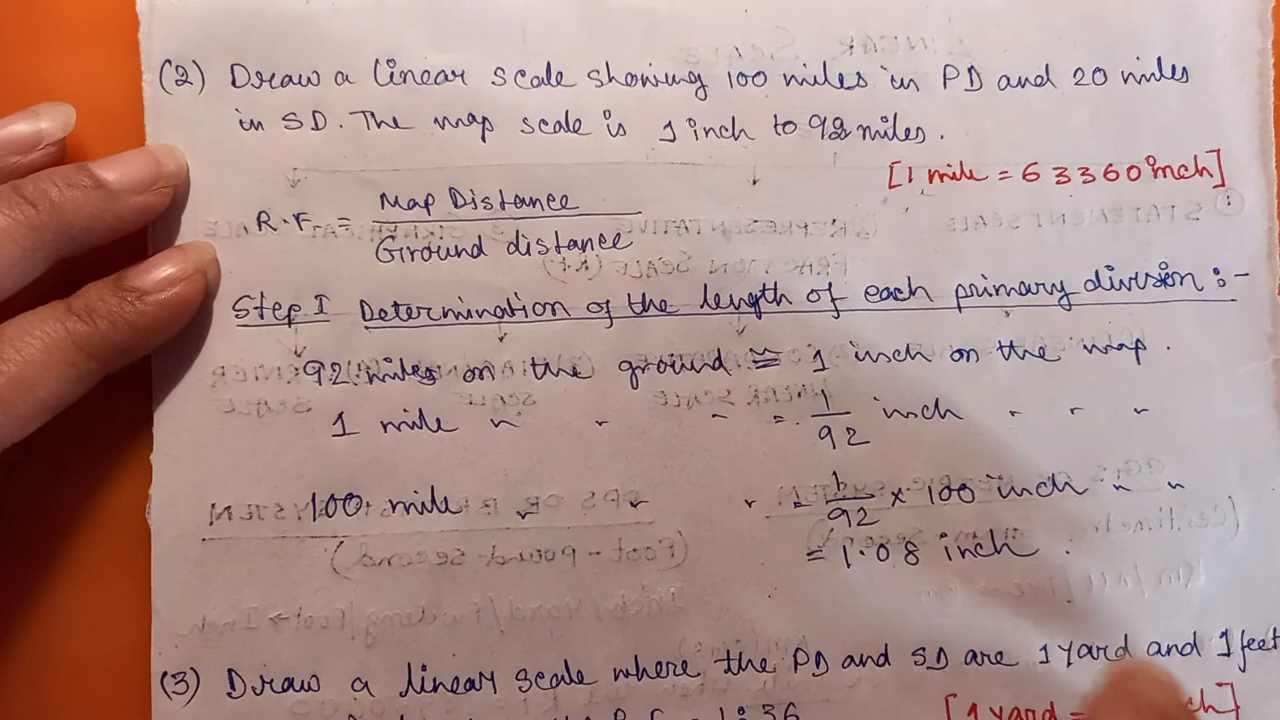 (2) Draw a linear scale showing 100 miles in PD and 20 miles
in SD. The map scale is 1 inch to 92 miles.
[1 mile = 63360 inch]
R.F. = Map Distance
Ground distance
Step I Determination of the length of each primary division :-
92 miles on the ground ≅ 1 inch on the map.
1 mile " " " = 1/92 inch " " "
100 mile " " " = 1/92 × 100 inch " "
= 1.08 inch.
(3) Draw a linear scale where the PD and SD are 1 Yard and 1 feet
1:36
[1 yard =